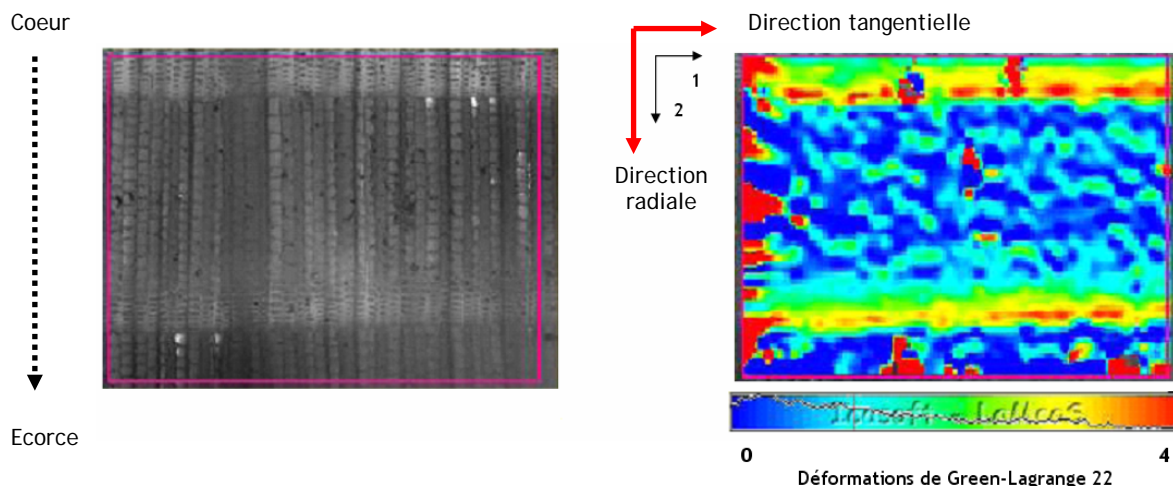 Coeur
Direction tangentielle
1
2
Direction
radiale
Ecorce
0
4
Déformations de Green-Lagrange 22